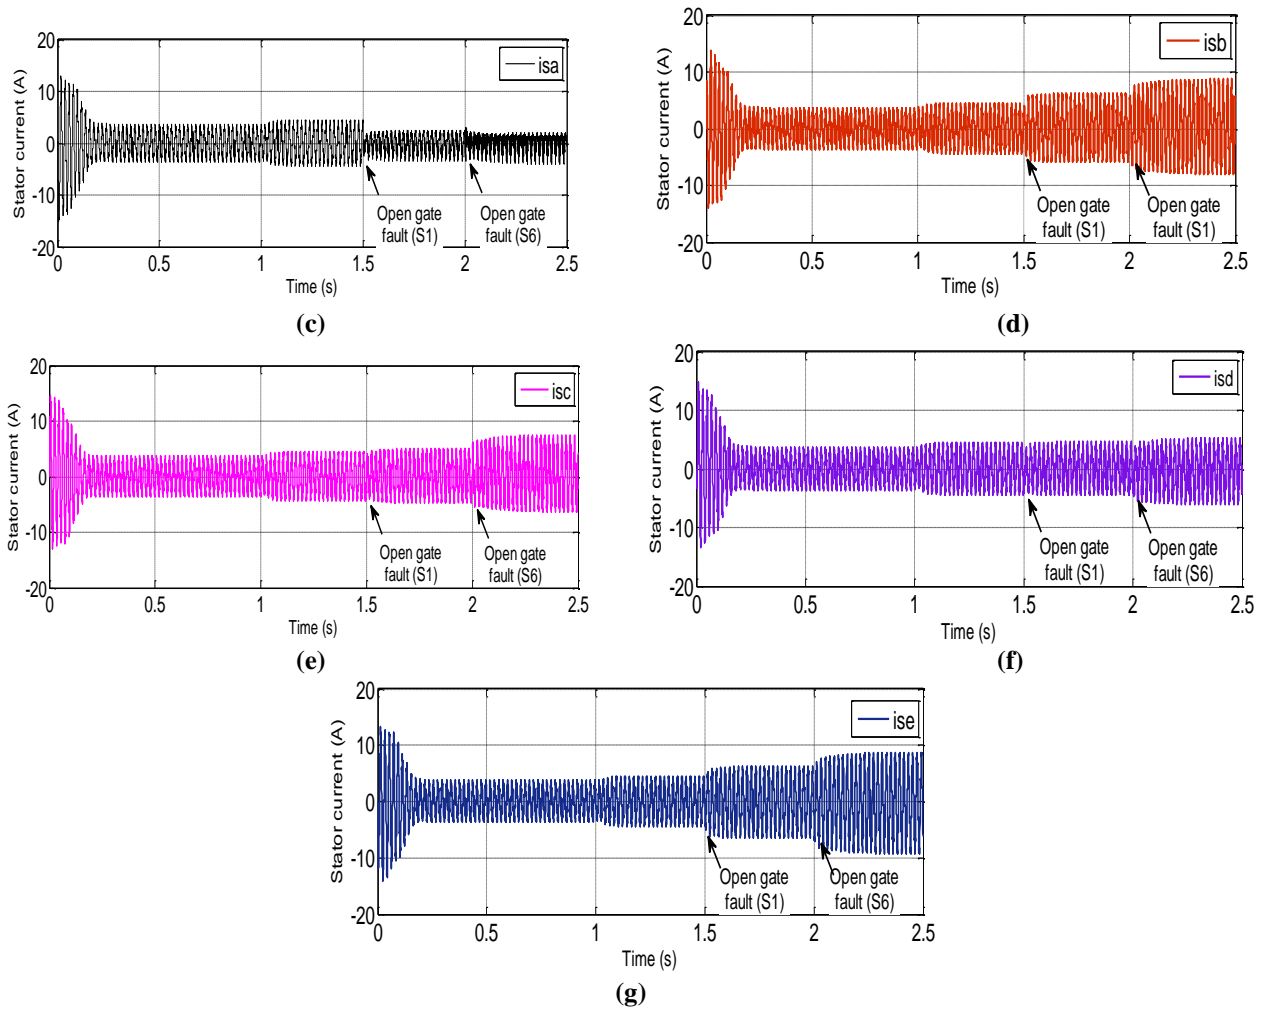 20
10
0
-10
-20
Stator current (A)
isa
Open gate
fault (S1)
Open gate
fault (S6)
0 0.5 1 1.5 2 2.5
Time (s)
(c)
20
10
0
-10
-20
Stator current (A)
isb
Open gate
fault (S1)
Open gate
fault (S1)
0 0.5 1 1.5 2 2.5
Time (s)
(d)
20
10
0
-10
-20
Stator current (A)
isc
Open gate
fault (S1)
Open gate
fault (S6)
0 0.5 1 1.5 2 2.5
Time (s)
(e)
20
10
0
-10
-20
Stator current (A)
isd
Open gate
fault (S1)
Open gate
fault (S6)
0 0.5 1 1.5 2 2.5
Time (s)
(f)
20
10
0
-10
-20
Stator current (A)
ise
Open gate
fault (S1)
Open gate
fault (S6)
0 0.5 1 1.5 2 2.5
Time (s)
(g)